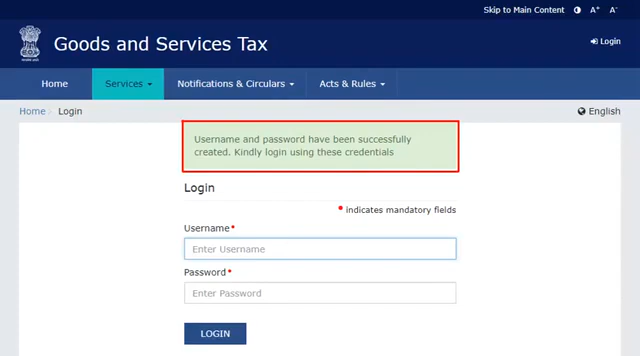 Skip to Main Content A+ A-
Goods and Services Tax
Login
Home Services Notifications & Circulars Acts & Rules
Home Login English
Username and password have been successfully
created. Kindly login using these credentials
Login
* indicates mandatory fields
Username*
Enter Username
Password*
Enter Password
LOGIN